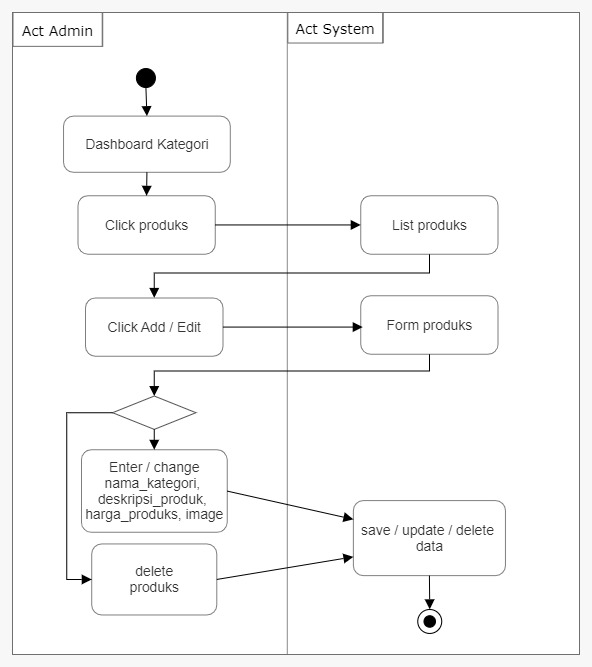 Act Admin
Act System
Dashboard Kategori
Click produks
List produks
Click Add / Edit
Form produks
Enter / change
nama_kategori,
deskripsi_produk,
harga_produks, image
save / update / delete
data
delete
produks